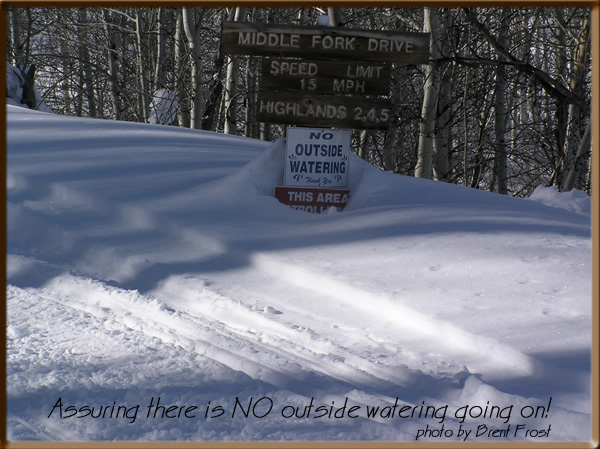 MIDDLE FORK DRIVE
SPEED LIMIT
15 MPH
HIGHLANDS 2,4,5
NO
OUTSIDE
WATERING
Thank You
THIS AREA
Assuring there is NO outside watering going on!
photo by Brent Frost